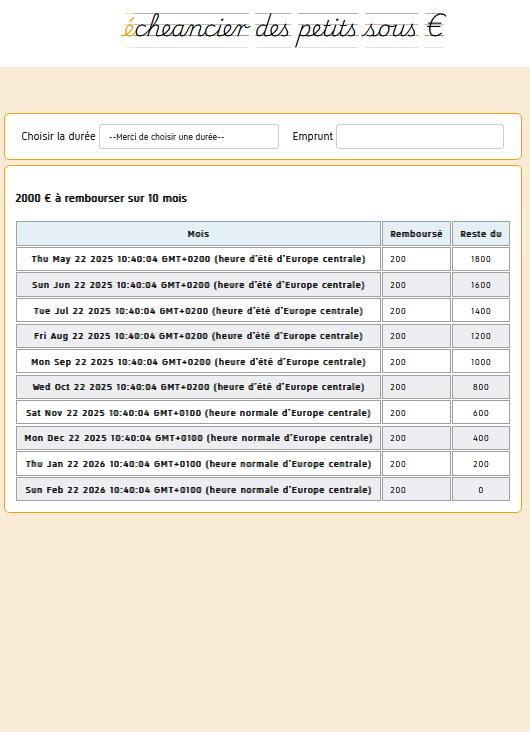 écheancier des petits sous €
Choisir la durée --Merci de choisir une durée-- Emprunt
2000 € à rembourser sur 10 mois
Mois Remboursé Reste du
Thu May 22 2025 10:40:04 GMT+0200 (heure d'été d'Europe centrale) 200 1800
Sun Jun 22 2025 10:40:04 GMT+0200 (heure d'été d'Europe centrale) 200 1600
Tue Jul 22 2025 10:40:04 GMT+0200 (heure d'été d'Europe centrale) 200 1400
Fri Aug 22 2025 10:40:04 GMT+0200 (heure d'été d'Europe centrale) 200 1200
Mon Sep 22 2025 10:40:04 GMT+0200 (heure d'été d'Europe centrale) 200 1000
Wed Oct 22 2025 10:40:04 GMT+0200 (heure d'été d'Europe centrale) 200 800
Sat Nov 22 2025 10:40:04 GMT+0100 (heure normale d'Europe centrale) 200 600
Mon Dec 22 2025 10:40:04 GMT+0100 (heure normale d'Europe centrale) 200 400
Thu Jan 22 2026 10:40:04 GMT+0100 (heure normale d'Europe centrale) 200 200
Sun Feb 22 2026 10:40:04 GMT+0100 (heure normale d'Europe centrale) 200 0